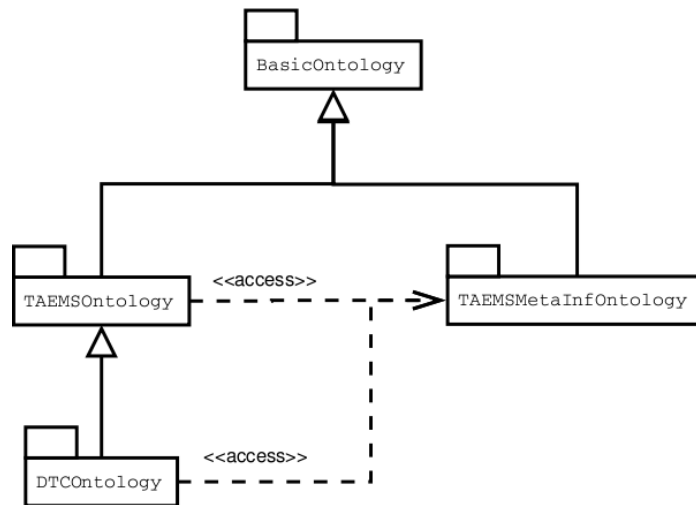 BasicOntology
<<access>>
TAEMSOntology
TAEMSMetaInfOntology
<<access>>
DTCOntology